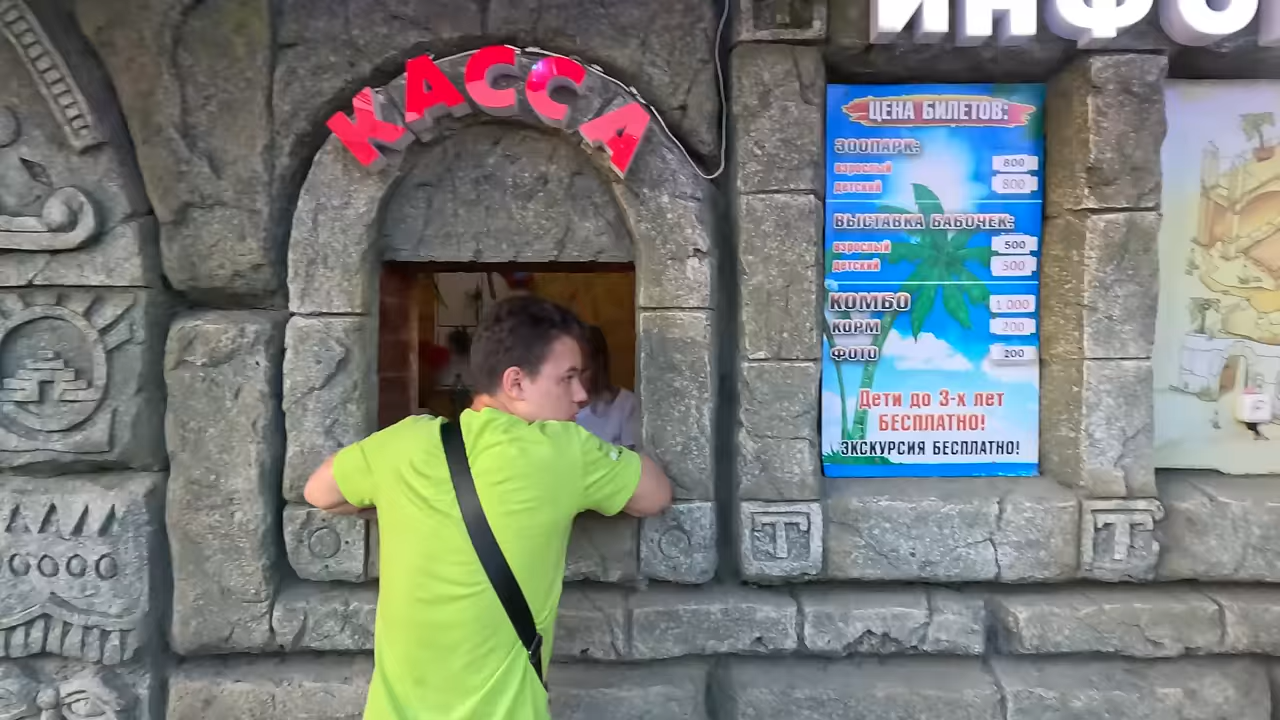 КАССА
ИНФО
ЦЕНА БИЛЕТОВ:
ЗООПАРК:
взрослый 800
детский 800
ВЫСТАВКА БАБОЧЕК:
взрослый 500
детский 500
КОМБО 1 000
КОРМ 200
ФОТО 200
Дети до 3-х лет
БЕСПЛАТНО!
ЭКСКУРСИЯ БЕСПЛАТНО!